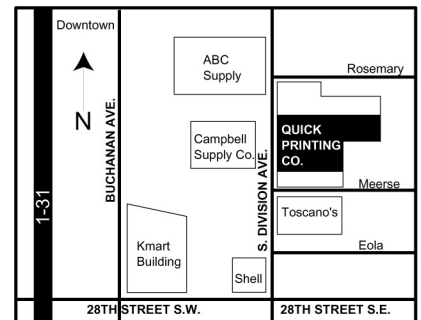 Downtown
ABC
Supply
Rosemary
N
BUCHANAN AVE.
Campbell
Supply Co.
S. DIVISION AVE.
QUICK
PRINTING
CO.
Meerse
1-31
Toscano's
Kmart
Building
Eola
Shell
28TH STREET S.W.
28TH STREET S.E.